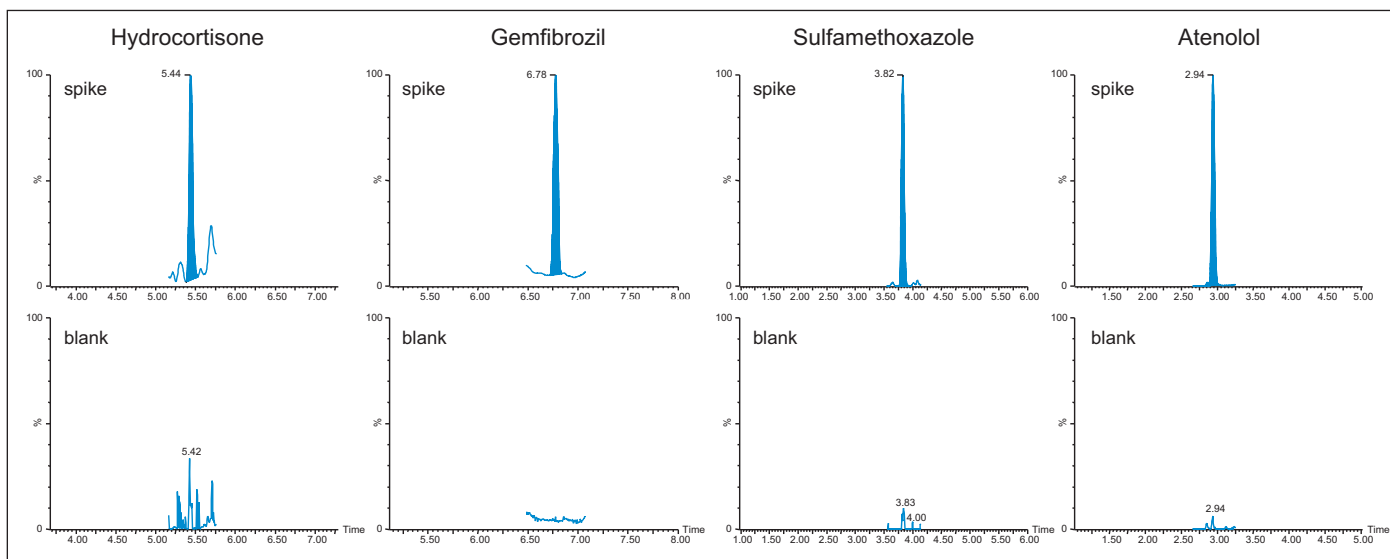 Hydrocortisone
Gemfibrozil
Sulfamethoxazole
Atenolol
100 5.44 100 6.78 100 3.82 100 2.94
spike spike spike spike
% % % %
0 0 0 0
4.00 4.50 5.00 5.50 6.00 6.50 7.00
5.50 6.00 6.50 7.00 7.50 8.00
1.00 1.50 2.00 2.50 3.00 3.50 4.00 4.50 5.00 5.50 6.00
1.50 2.00 2.50 3.00 3.50 4.00 4.50 5.00
100 100 100 100
blank blank blank blank
% % % %
5.42
3.83
4.00
2.94
0 Time 0 0 Time 0 Time
4.00 4.50 5.00 5.50 6.00 6.50 7.00
5.50 6.00 6.50 7.00 7.50 8.00
1.00 1.50 2.00 2.50 3.00 3.50 4.00 4.50 5.00 5.50 6.00
1.50 2.00 2.50 3.00 3.50 4.00 4.50 5.00